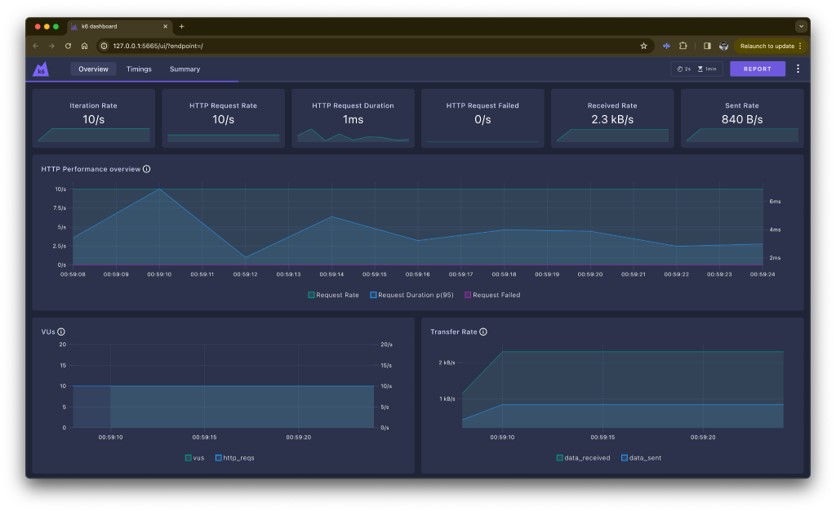 k6 dashboard
127.0.0.1:5665/ui/?endpoint=/
Relaunch to update
Overview Timings Summary
2s 1min REPORT
Iteration Rate
10/s
HTTP Request Rate
10/s
HTTP Request Duration
1ms
HTTP Request Failed
0/s
Received Rate
2.3 kB/s
Sent Rate
840 B/s
HTTP Performance overview
10/s
7.5/s
5/s
2.5/s
0/s
6ms
4ms
2ms
00:59:08 00:59:09 00:59:10 00:59:11 00:59:12 00:59:13 00:59:14 00:59:15 00:59:16 00:59:17 00:59:18 00:59:19 00:59:20 00:59:21 00:59:22 00:59:23 00:59:24
Request Rate Request Duration p(95) Request Failed
VUs
20
15
10
5
0
20/s
15/s
10/s
5/s
0/s
00:59:10 00:59:15 00:59:20
vus http_reqs
Transfer Rate
2 kB/s
1 kB/s
00:59:10 00:59:15 00:59:20
data_received data_sent